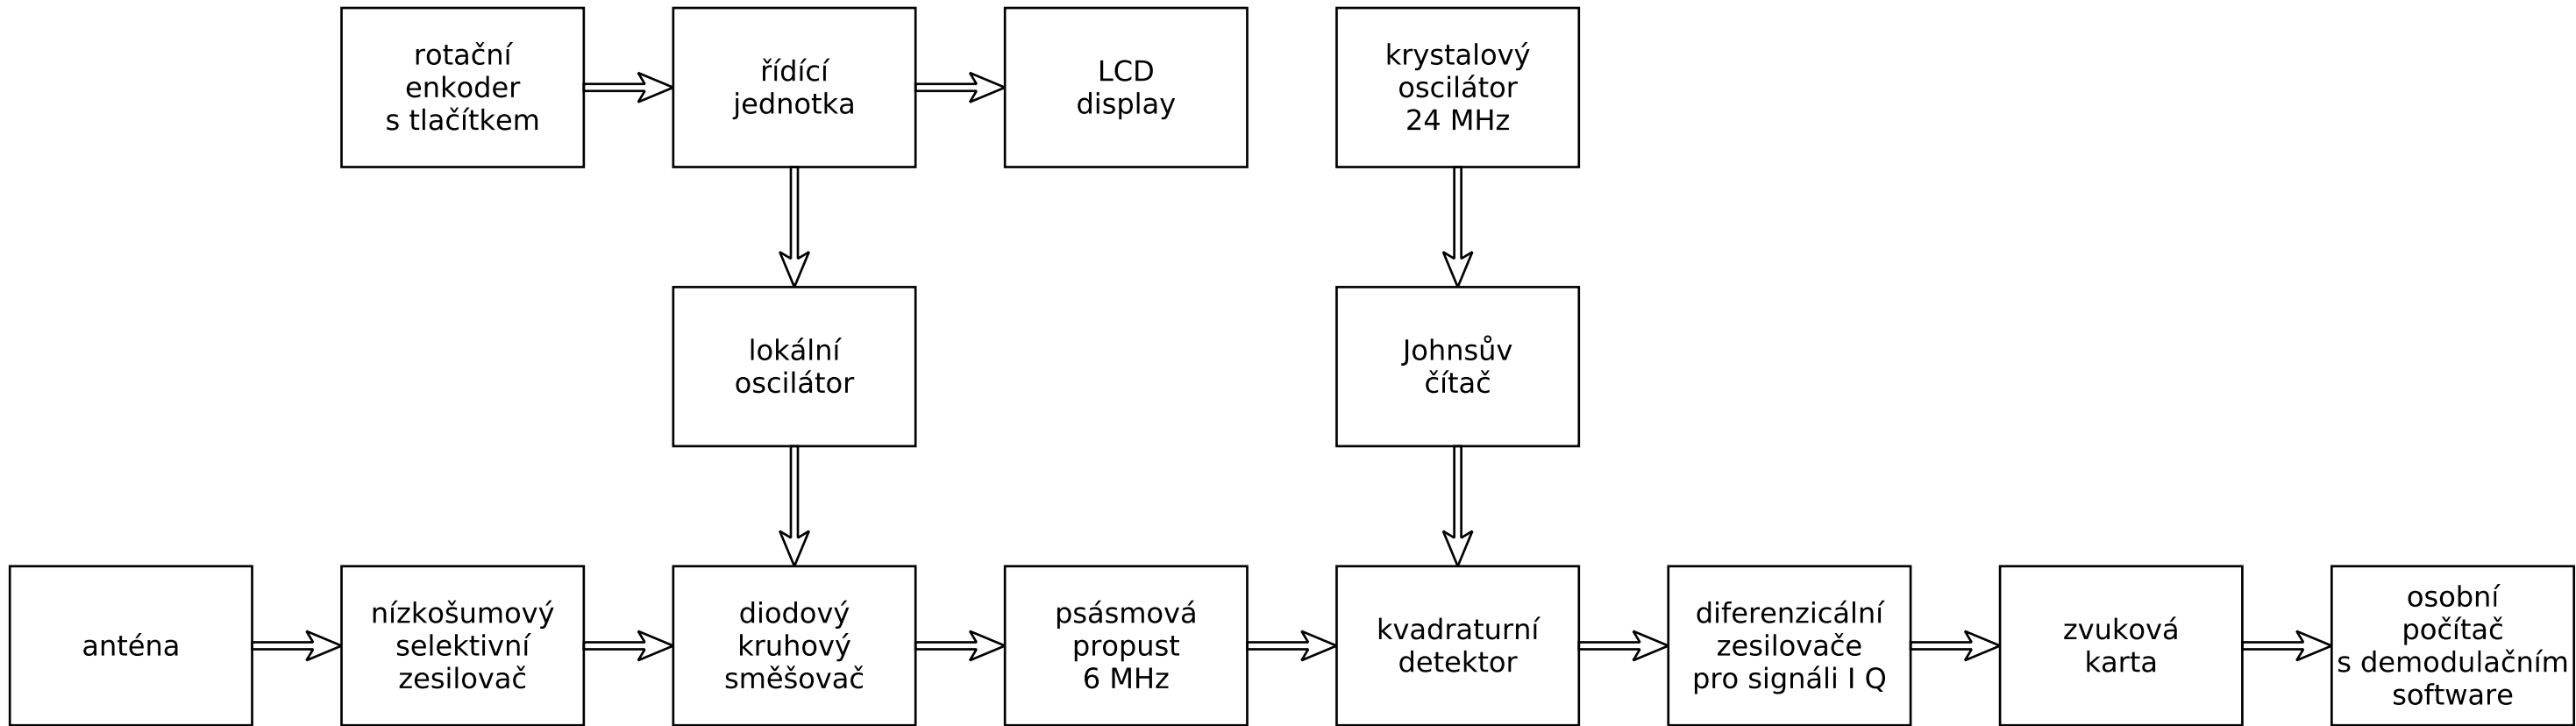 rotační
enkoder
s tlačítkem
řídící
jednotka
LCD
display
krystalový
oscilátor
24 MHz
lokální
oscilátor
Johnsův
čítač
anténa
nízkošumový
selektivní
zesilovač
diodový
kruhový
směšovač
psásmová
propust
6 MHz
kvadraturní
detektor
diferenzicální
zesilovače
pro signáli I Q
zvuková
karta
osobní
počítač
s demodulačním
software